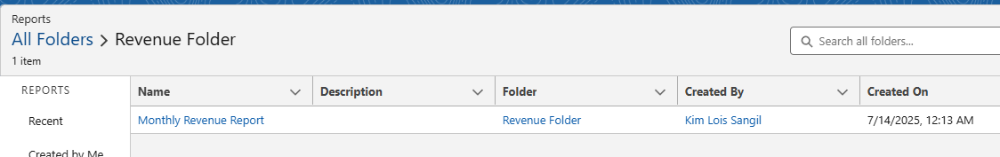 Reports
All Folders > Revenue Folder
1 item
Search all folders...
REPORTS
Name Description Folder Created By Created On
Recent
Monthly Revenue Report Revenue Folder Kim Lois Sangil 7/14/2025, 12:13 AM
Created by Me